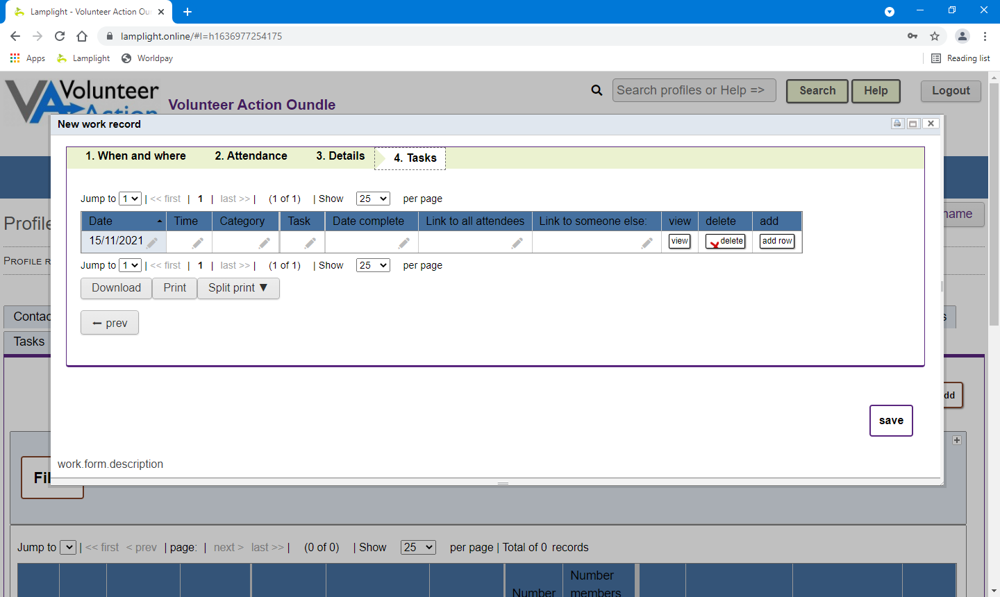 Lamplight - Volunteer Action Ou
lamplight.online/#l=h1636977254175
Apps Lamplight Worldpay Reading list
Volunteer
Action
Volunteer Action Oundle
Search profiles or Help => Search Help Logout
New work record
1. When and where 2. Attendance 3. Details 4. Tasks
Jump to 1 | << first | 1 | last >> | (1 of 1) | Show 25 per page
Date Time Category Task Date complete Link to all attendees Link to someone else: view delete add
15/11/2021 view delete add row
Jump to 1 | << first | 1 | last >> | (1 of 1) | Show 25 per page
Download Print Split print ▼
← prev
save
work.form.description
Profile
name
PROFILE R
Contac
s
Tasks
dd
Fil
Jump to | << first < prev | page: | next > last >> | (0 of 0) | Show 25 per page | Total of 0 records
Number
Number members